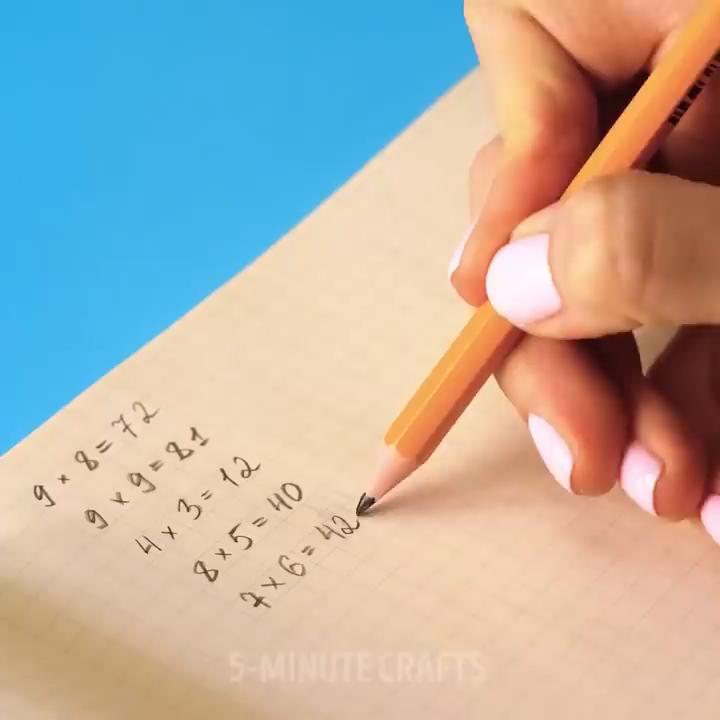 9 × 8 = 72
9 × 9 = 81
4 × 3 = 12
8 × 5 = 40
7 × 6 = 42
5-MINUTE CRAFTS